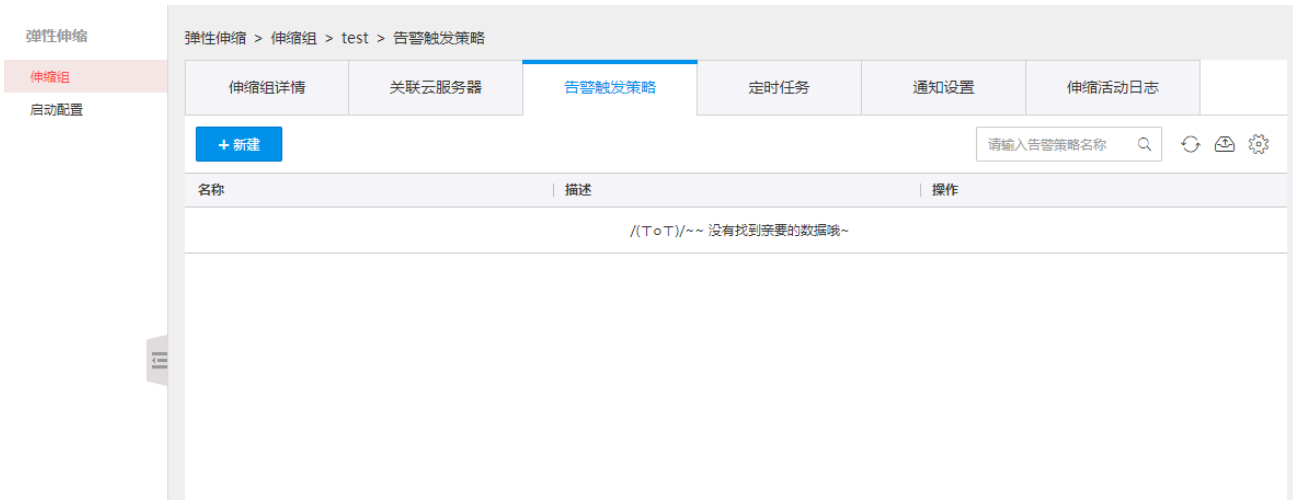 弹性伸缩
伸缩组
启动配置
弹性伸缩 > 伸缩组 > test > 告警触发策略
伸缩组详情 关联云服务器 告警触发策略 定时任务 通知设置 伸缩活动日志
+ 新建 请输入告警策略名称
名称 描述 操作
/(ToT)/~~ 没有找到亲要的数据哦~